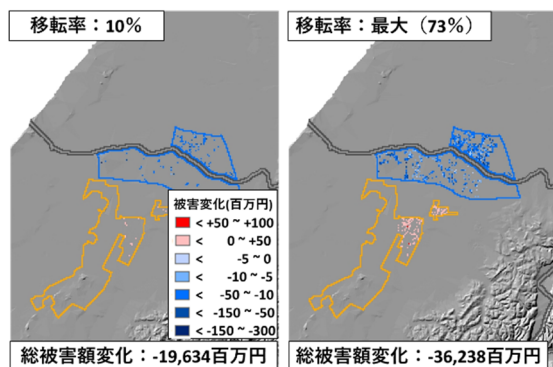 移転率：10%
移転率：最大（73%）
被害変化(百万円)
< +50 ~ +100
< 0 ~ +50
< -5 ~ 0
< -10 ~ -5
< -50 ~ -10
< -150 ~ -50
< -150 ~ -300
総被害額変化：-19,634百万円
総被害額変化：-36,238百万円